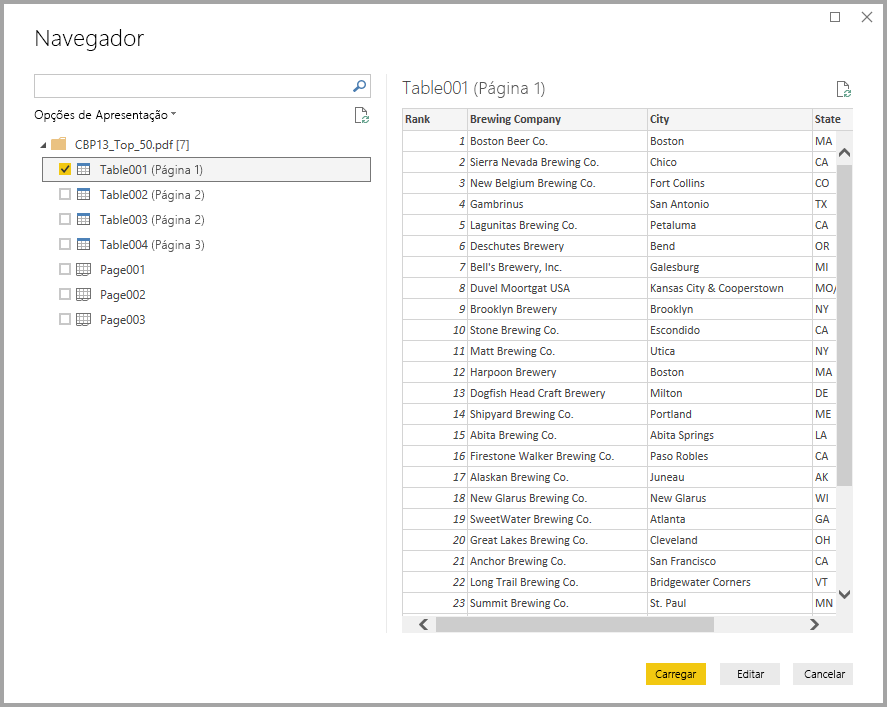 Navegador
Opções de Apresentação
CBP13_Top_50.pdf [7]
Table001 (Página 1)
Table002 (Página 2)
Table003 (Página 2)
Table004 (Página 3)
Page001
Page002
Page003
Table001 (Página 1)
Rank Brewing Company City State
1 Boston Beer Co. Boston MA
2 Sierra Nevada Brewing Co. Chico CA
3 New Belgium Brewing Co. Fort Collins CO
4 Gambrinus San Antonio TX
5 Lagunitas Brewing Co. Petaluma CA
6 Deschutes Brewery Bend OR
7 Bell's Brewery, Inc. Galesburg MI
8 Duvel Moortgat USA Kansas City & Cooperstown MO/
9 Brooklyn Brewery Brooklyn NY
10 Stone Brewing Co. Escondido CA
11 Matt Brewing Co. Utica NY
12 Harpoon Brewery Boston MA
13 Dogfish Head Craft Brewery Milton DE
14 Shipyard Brewing Co. Portland ME
15 Abita Brewing Co. Abita Springs LA
16 Firestone Walker Brewing Co. Paso Robles CA
17 Alaskan Brewing Co. Juneau AK
18 New Glarus Brewing Co. New Glarus WI
19 SweetWater Brewing Co. Atlanta GA
20 Great Lakes Brewing Co. Cleveland OH
21 Anchor Brewing Co. San Francisco CA
22 Long Trail Brewing Co. Bridgewater Corners VT
23 Summit Brewing Co. St. Paul MN
Carregar Editar Cancelar